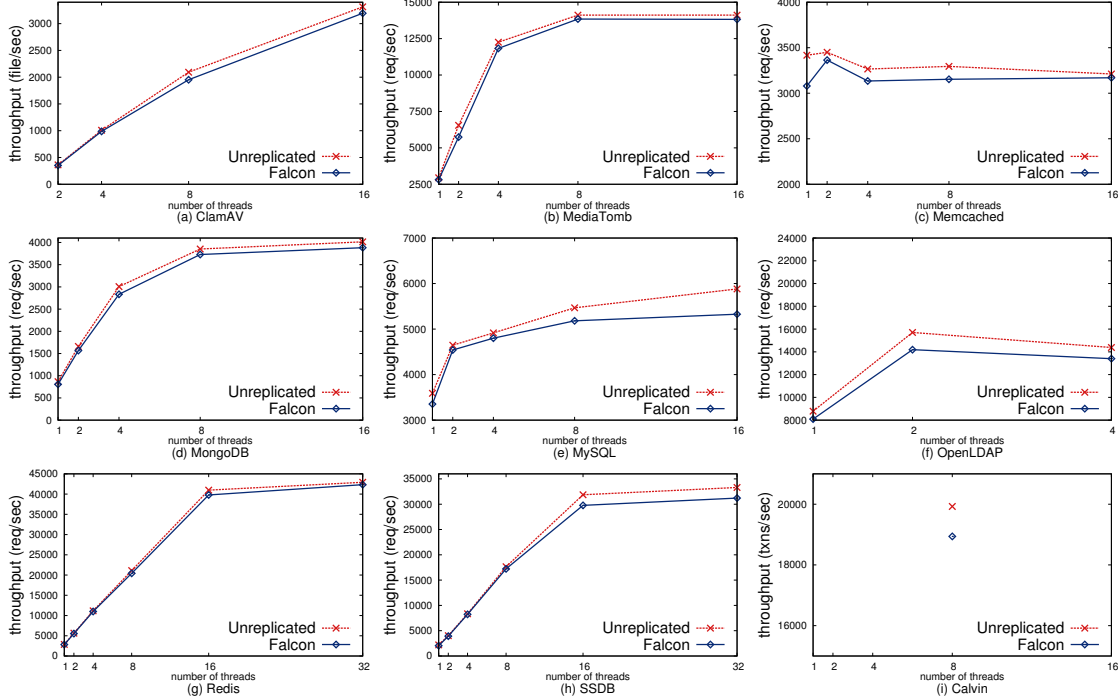 throughput (file/sec)
3000
2500
2000
1500
1000
500
0
Unreplicated
Falcon
2 4 8 16
number of threads
(a) ClamAV
throughput (req/sec)
15000
12500
10000
7500
5000
2500
Unreplicated
Falcon
1 2 4 8 16
number of threads
(b) MediaTomb
throughput (req/sec)
4000
3500
3000
2500
2000
Unreplicated
Falcon
1 2 4 8 16
number of threads
(c) Memcached
throughput (req/sec)
4000
3500
3000
2500
2000
1500
1000
500
0
Unreplicated
Falcon
1 2 4 8 16
number of threads
(d) MongoDB
throughput (req/sec)
7000
6000
5000
4000
3000
Unreplicated
Falcon
1 2 4 8 16
number of threads
(e) MySQL
throughput (req/sec)
24000
22000
20000
18000
16000
14000
12000
10000
8000
Unreplicated
Falcon
1 2 4
number of threads
(f) OpenLDAP
throughput (req/sec)
45000
40000
35000
30000
25000
20000
15000
10000
5000
0
Unreplicated
Falcon
1 2 4 8 16 32
number of threads
(g) Redis
throughput (req/sec)
35000
30000
25000
20000
15000
10000
5000
0
Unreplicated
Falcon
1 2 4 8 16 32
number of threads
(h) SSDB
throughput (txns/sec)
20000
18000
16000
Unreplicated
Falcon
1 2 4 8 16
number of threads
(i) Calvin